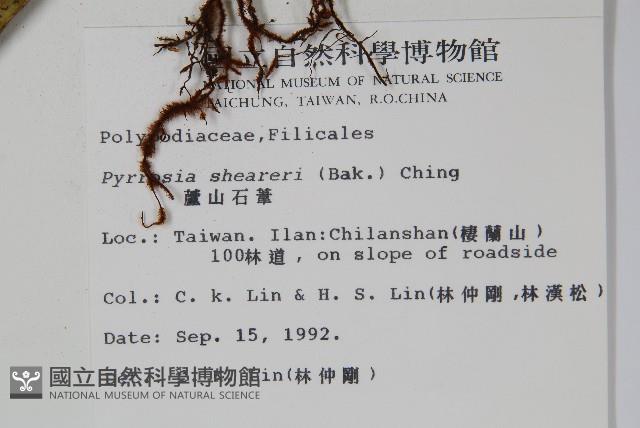 國立自然科學博物館
NATIONAL MUSEUM OF NATURAL SCIENCE
TAICHUNG, TAIWAN, R.O.CHINA
Polypodiaceae,Filicales
Pyrrosia sheareri (Bak.) Ching
蘆山石葦
Loc.: Taiwan. Ilan:Chilanshan(棲蘭山)
100林道, on slope of roadside
Col.: C. k. Lin & H. S. Lin(林仲剛,林漢松)
Date: Sep. 15, 1992.
in(林仲剛)
國立自然科學博物館
NATIONAL MUSEUM OF NATURAL SCIENCE